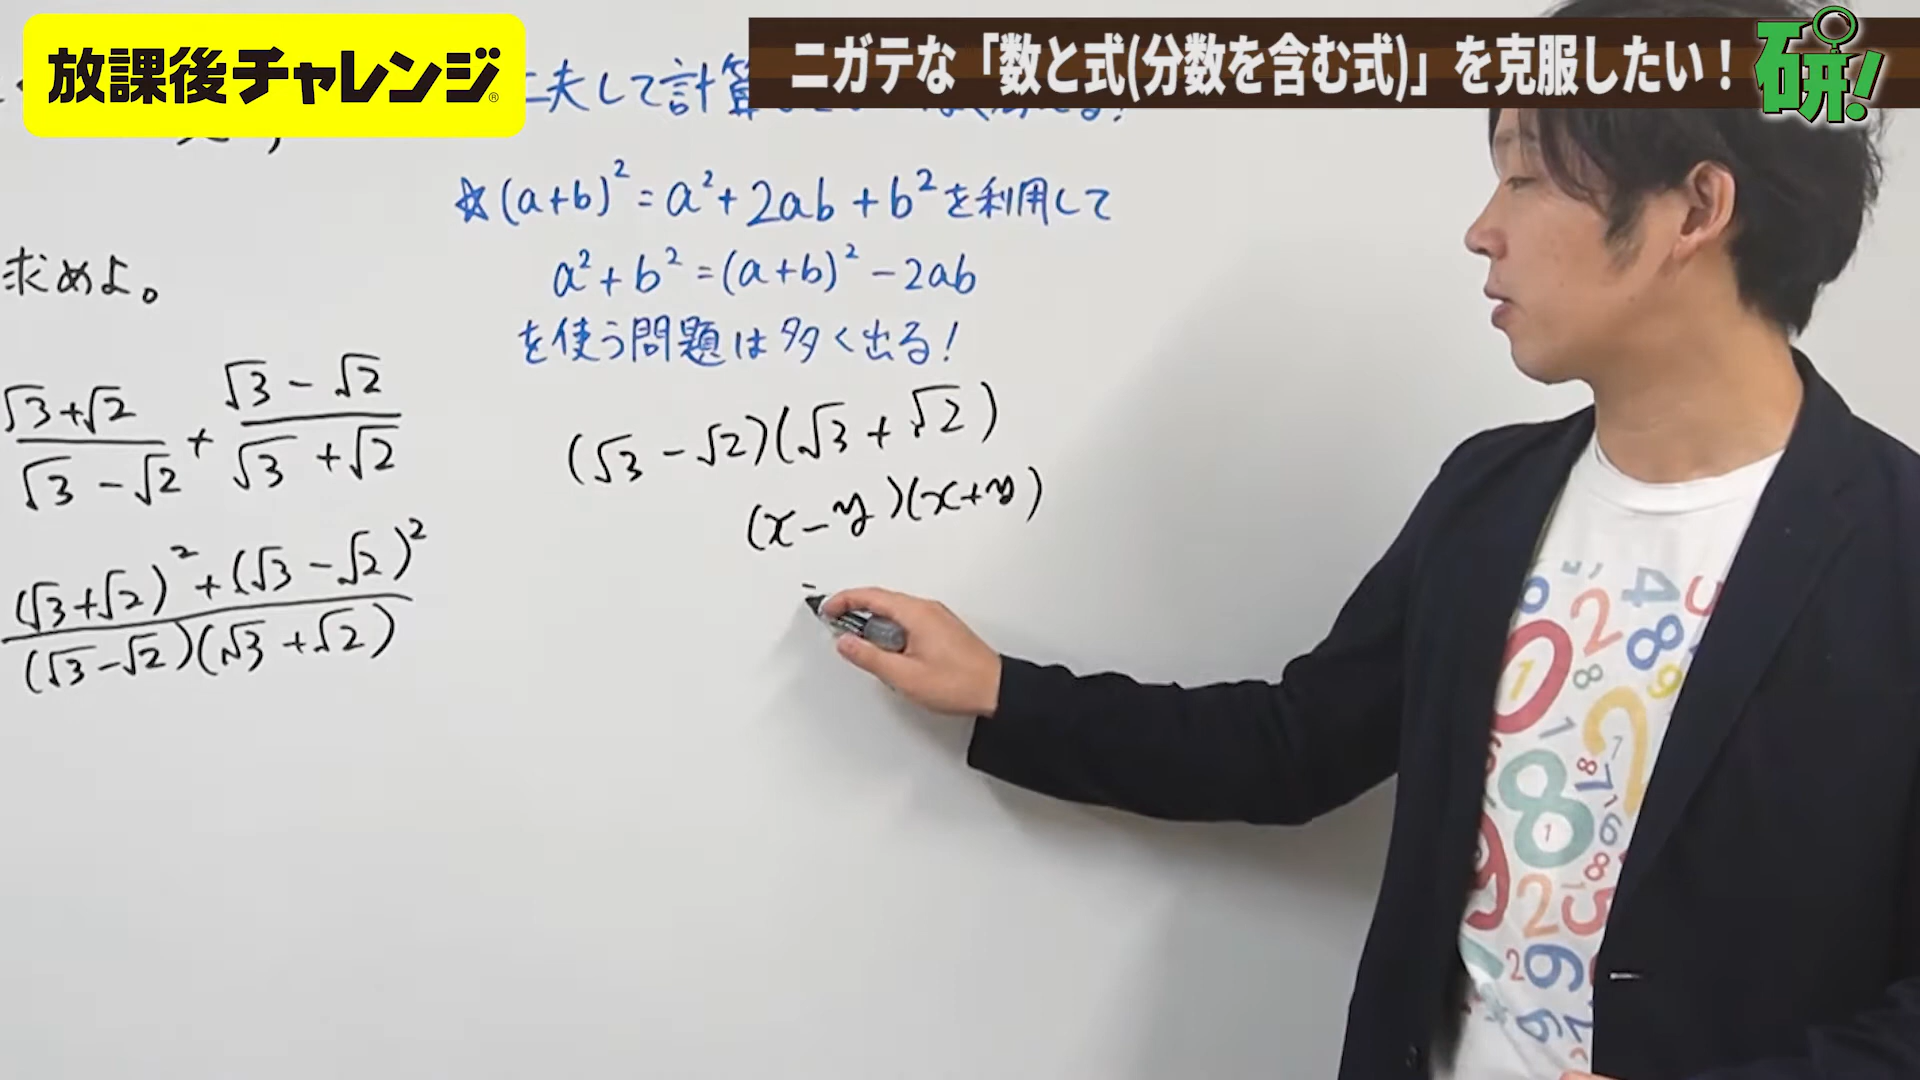 放課後チャレンジ®
ニガテな「数と式(分数を含む式)」を克服したい!
研!
夫して計算
☆(a+b)²=a²+2ab+b²を利用して
a²+b²=(a+b)²-2ab
を使う問題は多く出る!
求めよ。
√3+√2/√3-√2 + √3-√2/√3+√2
(√3+√2)²+(√3-√2)²/(√3-√2)(√3+√2)
(√3-√2)(√3+√2)
(x-y)(x+y)
=